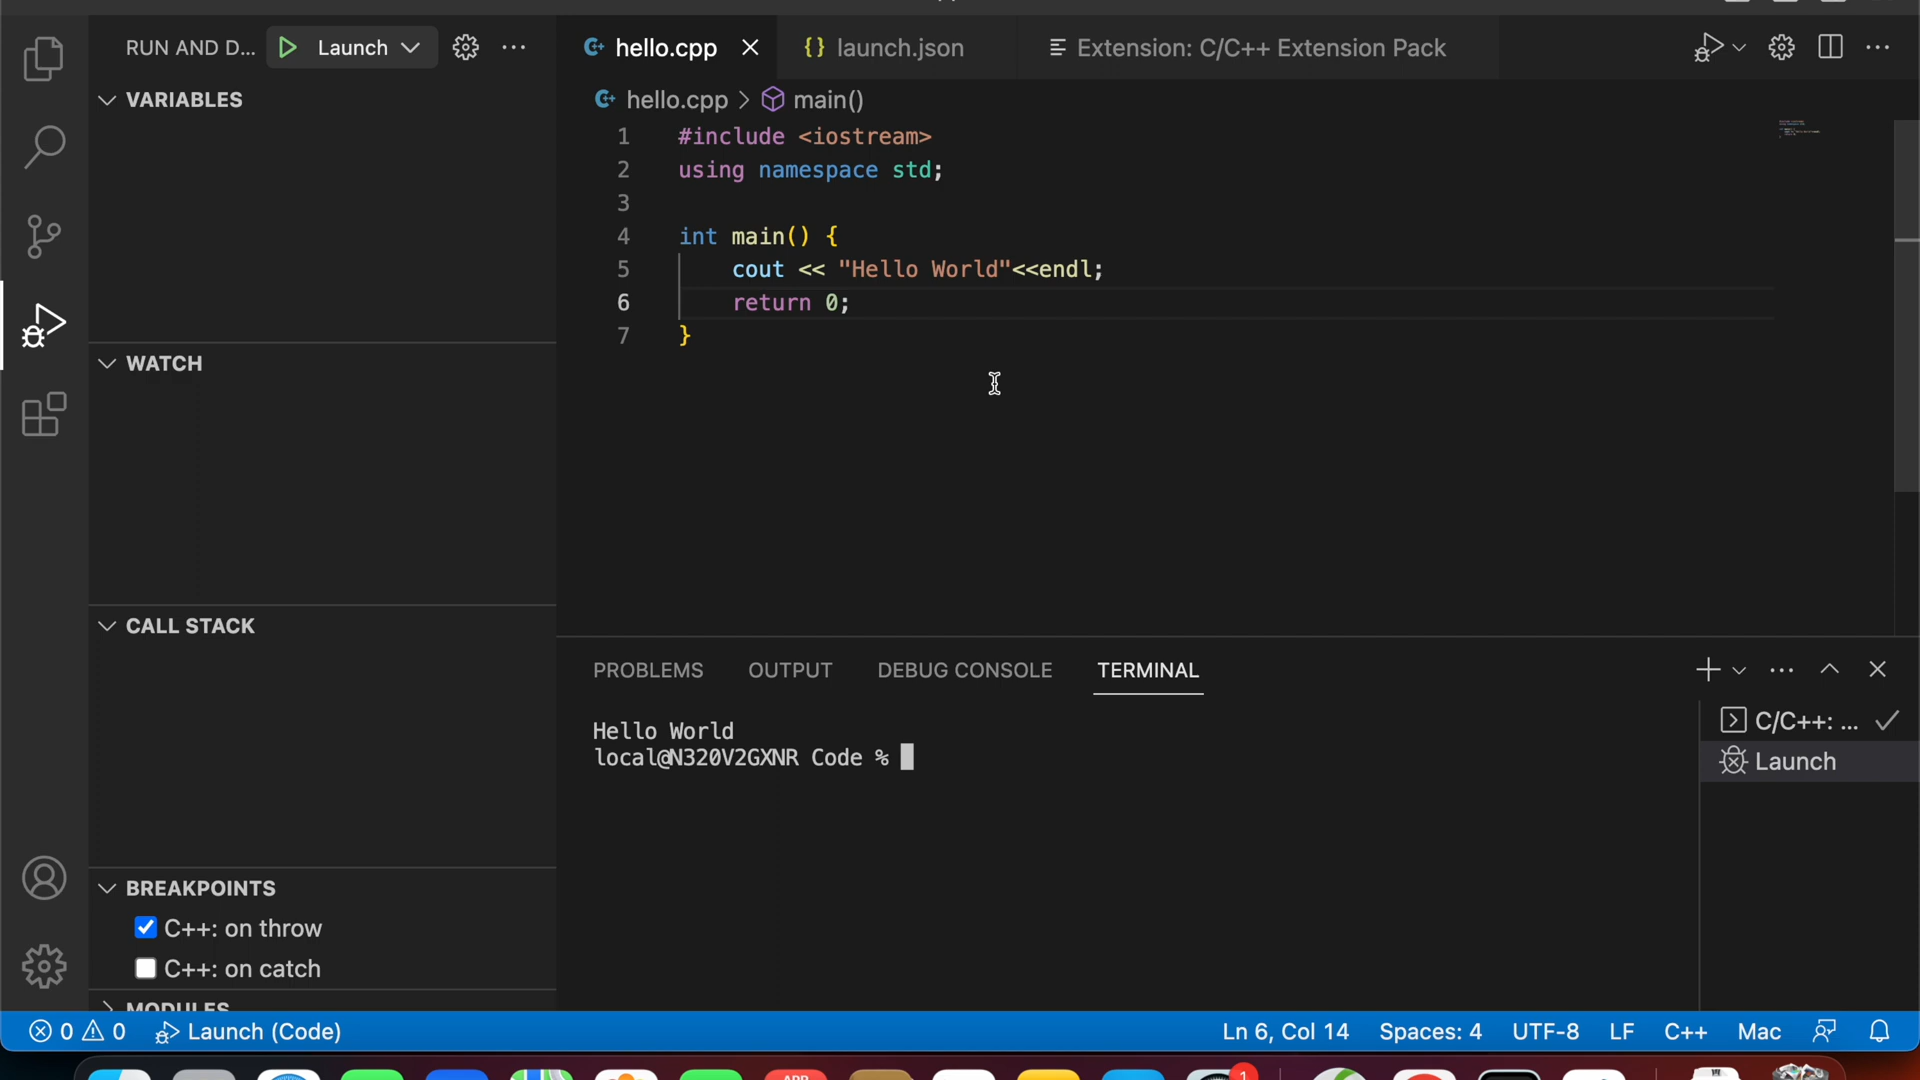 RUN AND D... Launch
hello.cpp
{} launch.json
Extension: C/C++ Extension Pack
VARIABLES
WATCH
CALL STACK
BREAKPOINTS
C++: on throw
C++: on catch
MODULES
hello.cpp > main()
1 #include <iostream>
2 using namespace std;
3
4 int main() {
5 cout << "Hello World"<<endl;
6 return 0;
7 }
PROBLEMS OUTPUT DEBUG CONSOLE TERMINAL
Hello World
local@N320V2GXNR Code %
C/C++: ...
Launch
0 0 Launch (Code) Ln 6, Col 14 Spaces: 4 UTF-8 LF C++ Mac
APP
1